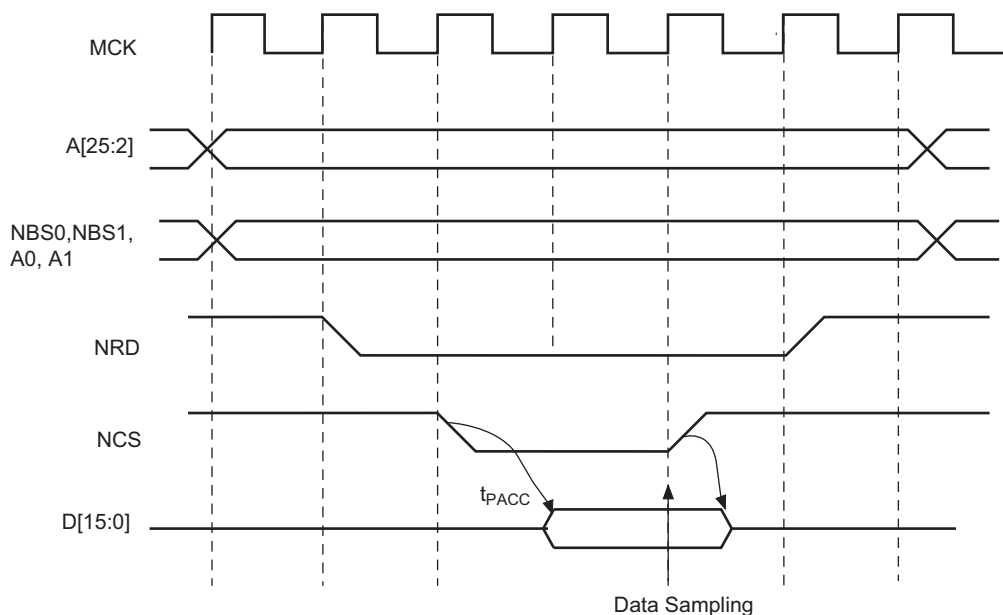 MCK
A[25:2]
NBS0,NBS1,
A0, A1
NRD
NCS
tPACC
D[15:0]
Data Sampling